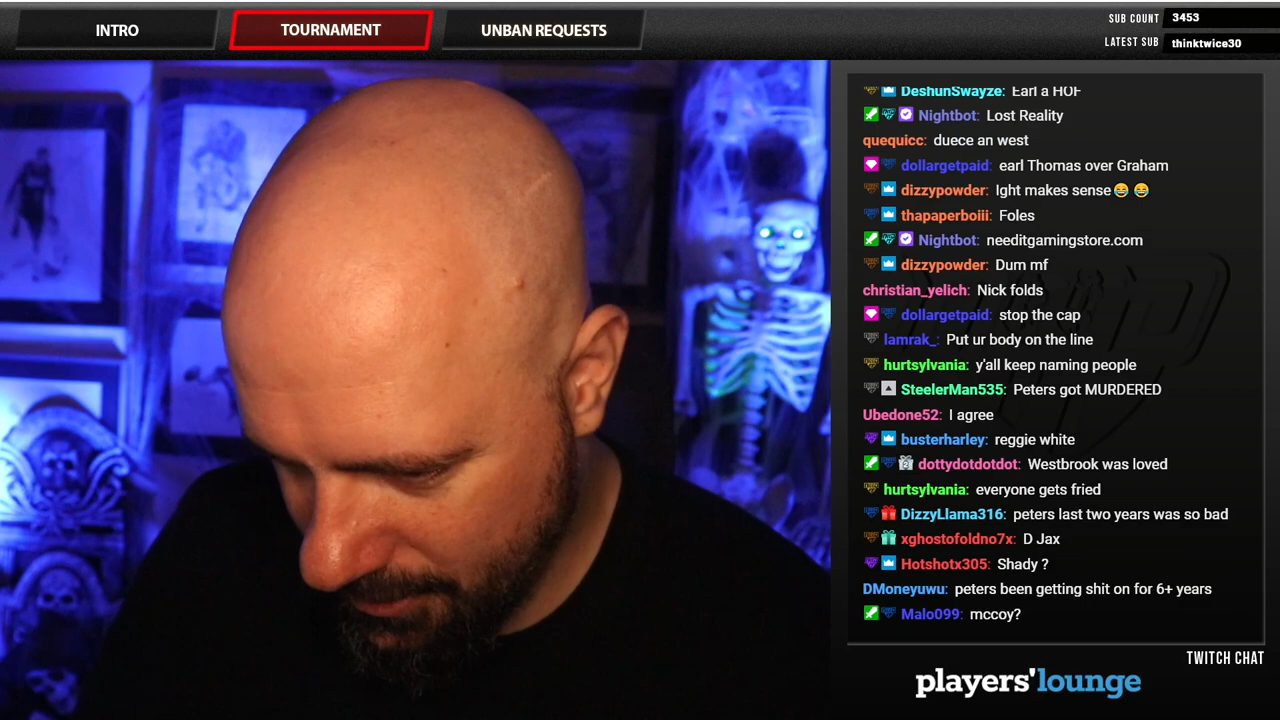 INTRO
TOURNAMENT
UNBAN REQUESTS
SUB COUNT 3453
LATEST SUB thinktwice30
DeshunSwayze: Earl a HOF
Nightbot: Lost Reality
quequicc: duece an west
dollargetpaid: earl Thomas over Graham
dizzypowder: Ight makes sense😂 😂
thapaperboiii: Foles
Nightbot: needitgamingstore.com
dizzypowder: Dum mf
christian_yelich: Nick folds
dollargetpaid: stop the cap
lamrak_: Put ur body on the line
hurtsylvania: y'all keep naming people
SteelerMan535: Peters got MURDERED
Ubedone52: I agree
busterharley: reggie white
dottydotdotdot: Westbrook was loved
hurtsylvania: everyone gets fried
DizzyLlama316: peters last two years was so bad
xghostofoldno7x: D Jax
Hotshotx305: Shady ?
DMoneyuwu: peters been getting shit on for 6+ years
Malo099: mccoy?
TWITCH CHAT
players'lounge